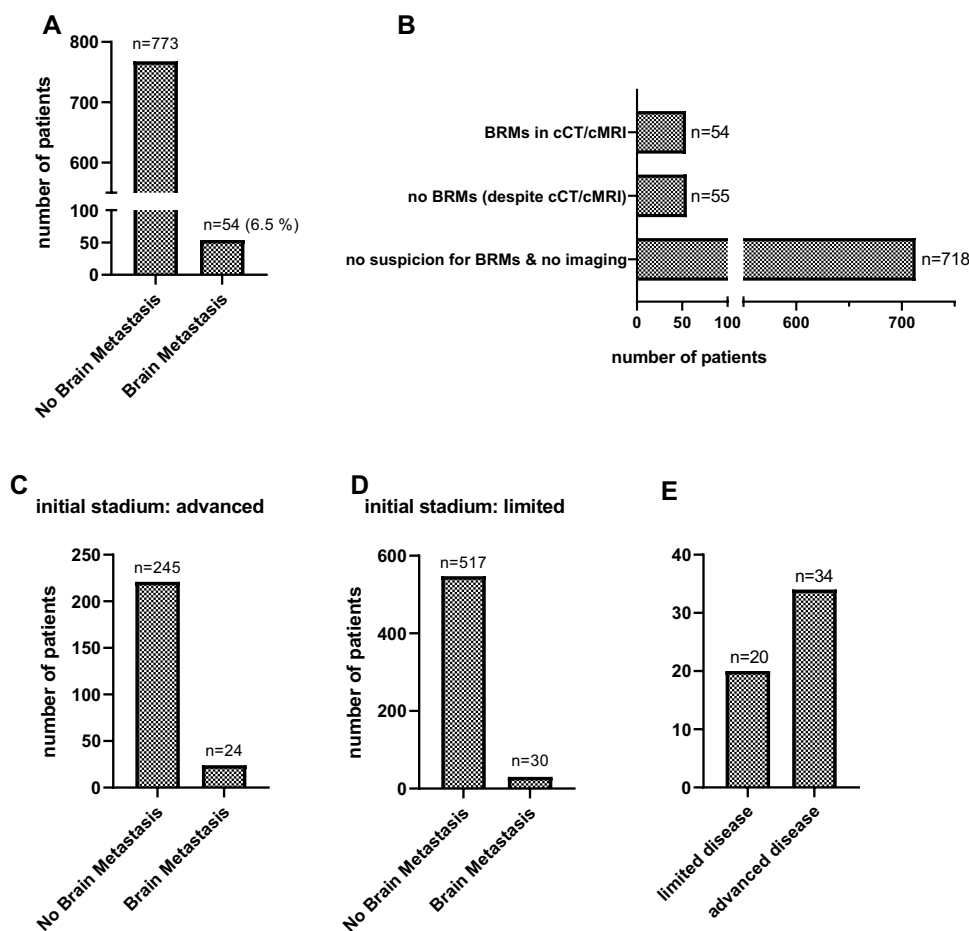 A
number of patients
800
700
600
100
50
0
n=773
n=54 (6.5 %)
No Brain Metastasis
Brain Metastasis
B
BRMs in cCT/cMRI
no BRMs (despite cCT/cMRI)
no suspicion for BRMs & no imaging
n=54
n=55
n=718
0 50 100 600 700
number of patients
C
initial stadium: advanced
number of patients
250
200
150
100
50
0
n=245
n=24
No Brain Metastasis
Brain Metastasis
D
initial stadium: limited
number of patients
600
400
200
0
n=517
n=30
No Brain Metastasis
Brain Metastasis
E
40
30
20
10
0
n=20
n=34
limited disease
advanced disease